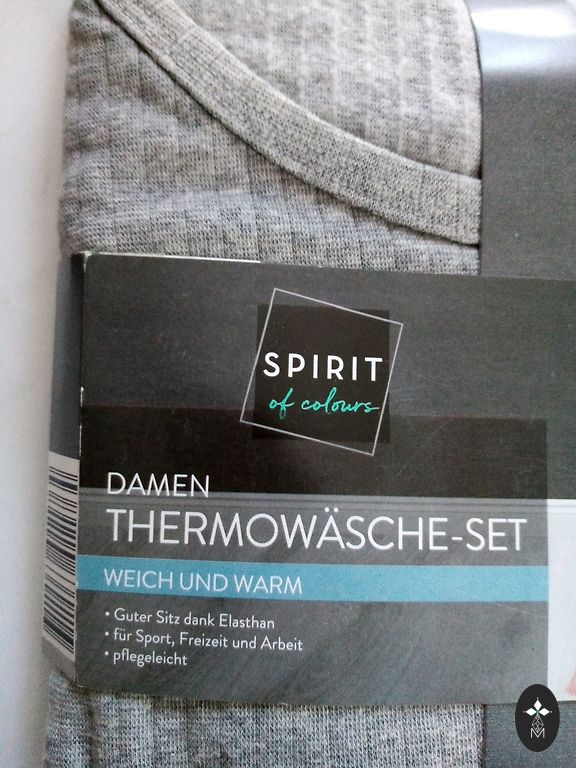 SPIRIT
of colours
DAMEN
THERMOWÄSCHE-SET
WEICH UND WARM
• Guter Sitz dank Elasthan
• für Sport, Freizeit und Arbeit
• pflegeleicht
M